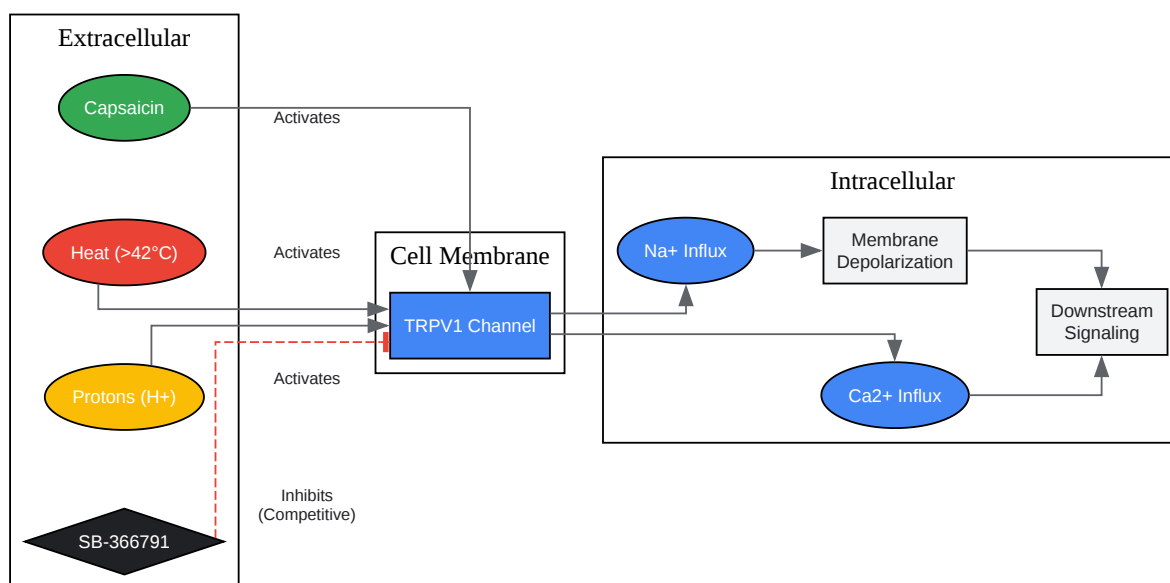 Extracellular
Capsaicin
Activates
Heat (>42°C)
Activates
Protons (H+)
Activates
SB-366791
Inhibits
(Competitive)
Cell Membrane
TRPV1 Channel
Intracellular
Na+ Influx
Membrane
Depolarization
Downstream
Signaling
Ca2+ Influx